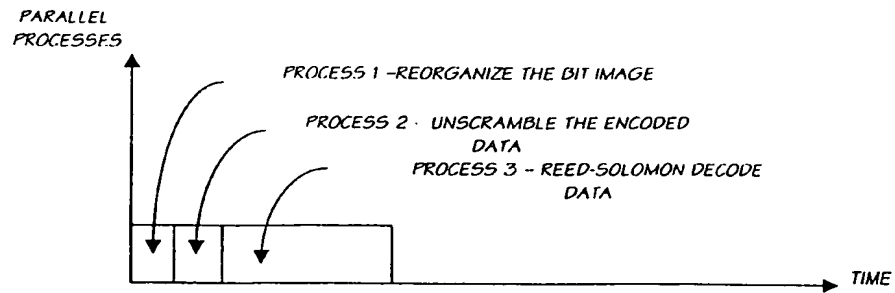 PARALLEL
PROCESSES
PROCESS 1 -REORGANIZE THE BIT IMAGE
PROCESS 2 · UNSCRAMBLE THE ENCODED
DATA
PROCESS 3 - REED-SOLOMON DECODE
DATA
TIME